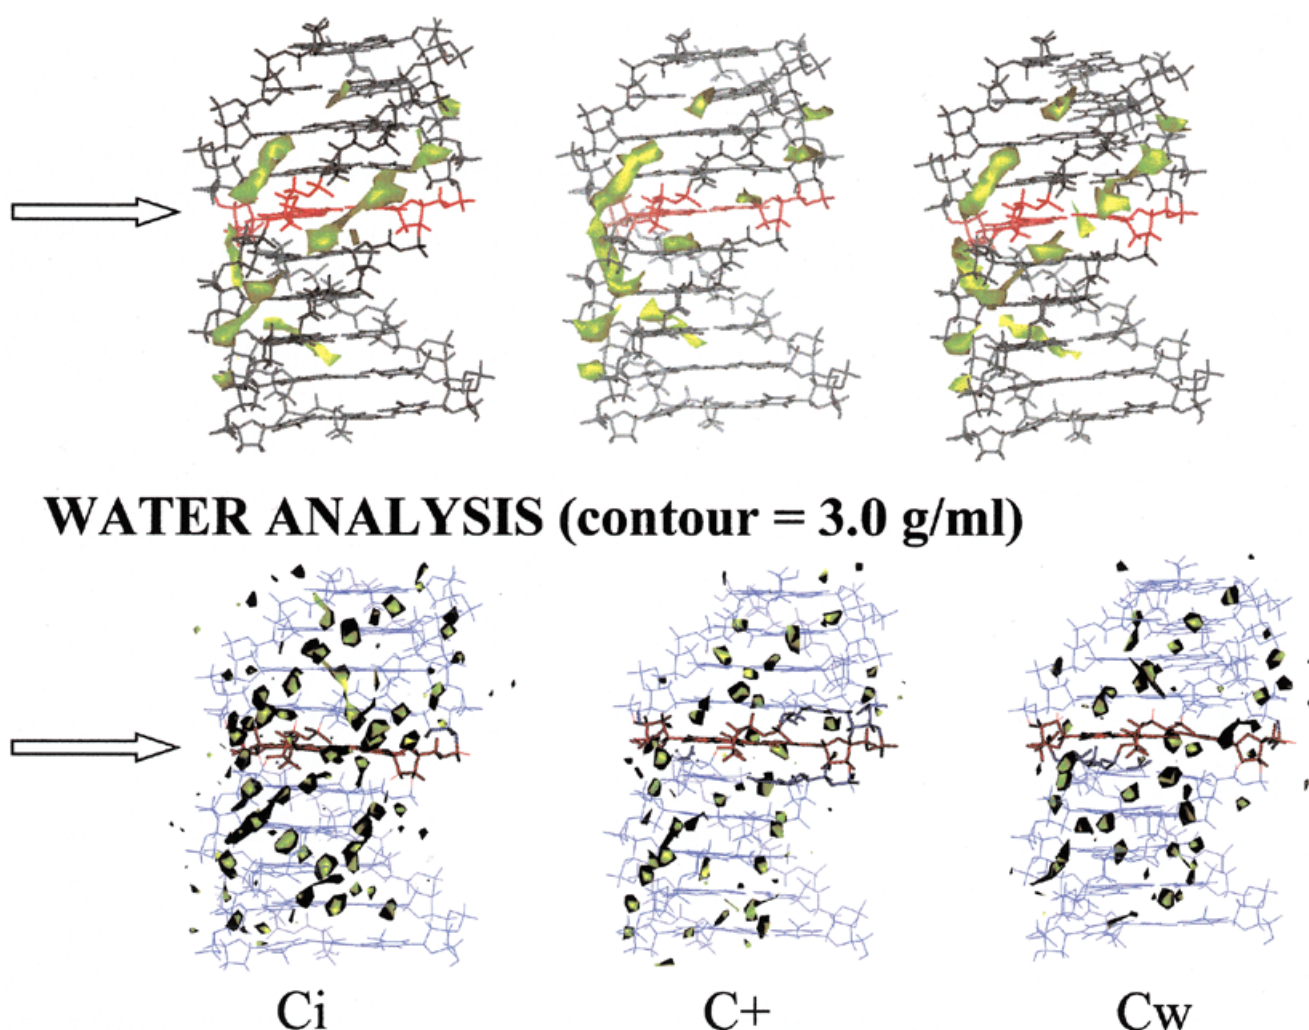 WATER ANALYSIS (contour = 3.0 g/ml)
Ci C+ Cw